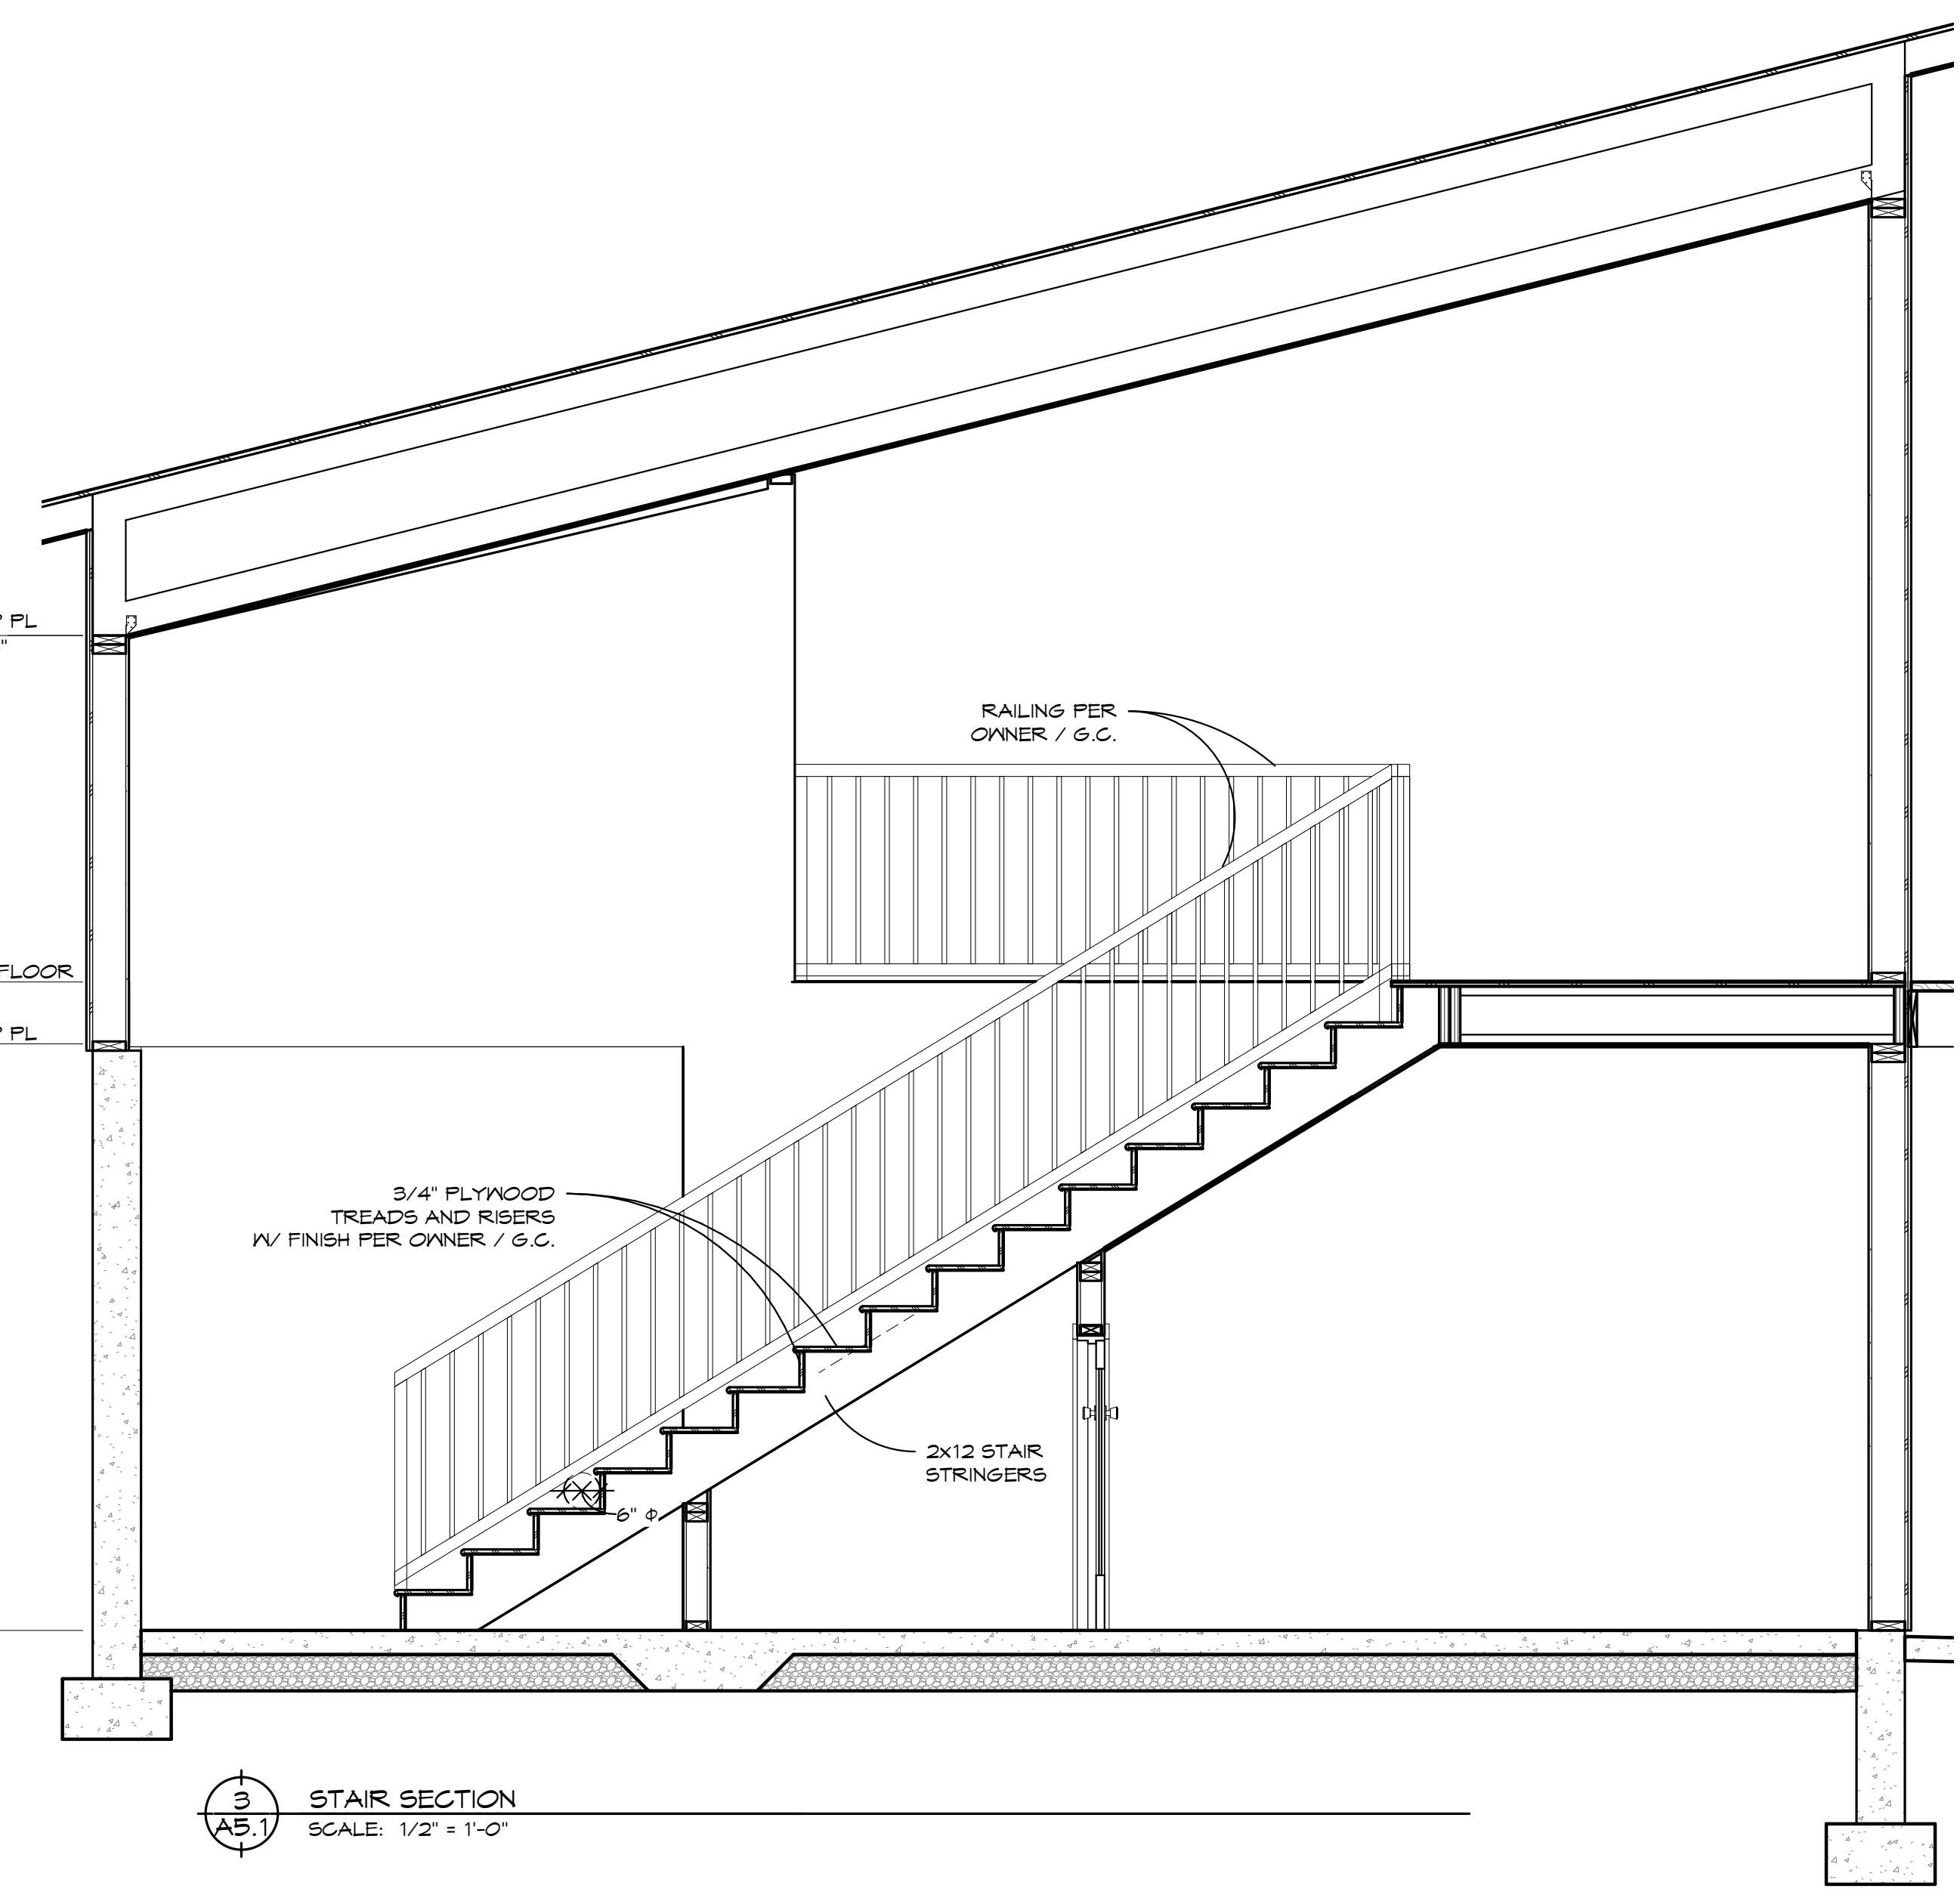 P PL
"
RAILING PER
OWNER / G.C.
FLOOR
P PL
3/4" PLYWOOD
TREADS AND RISERS
W/ FINISH PER OWNER / G.C.
2x12 STAIR
STRINGERS
6" Φ
3
A5.1
STAIR SECTION
SCALE: 1/2" = 1'-0"